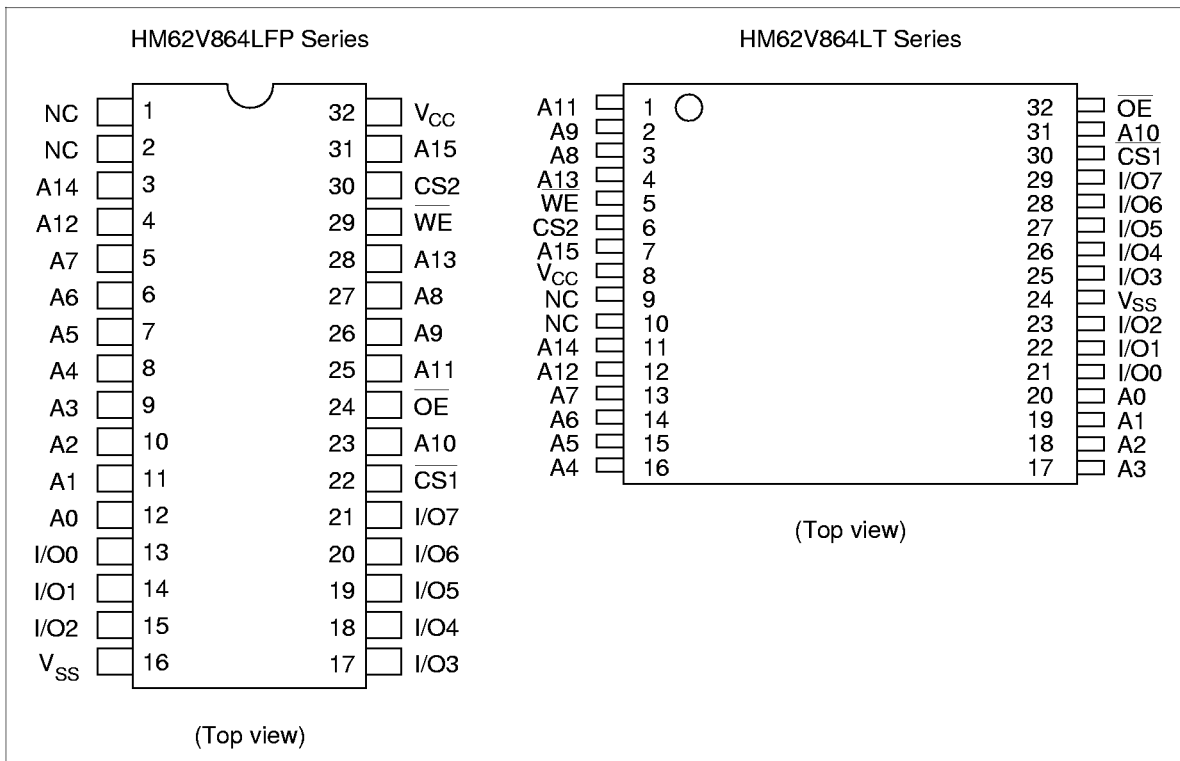 HM62V864LFP Series
NC 1 32 VCC
NC 2 31 A15
A14 3 30 CS2
A12 4 29 W̅E̅
A7 5 28 A13
A6 6 27 A8
A5 7 26 A9
A4 8 25 A11
A3 9 24 O̅E̅
A2 10 23 A10
A1 11 22 C̅S̅1̅
A0 12 21 I/O7
I/O0 13 20 I/O6
I/O1 14 19 I/O5
I/O2 15 18 I/O4
VSS 16 17 I/O3
(Top view)
HM62V864LT Series
A11 1 32 O̅E̅
A9 2 31 A10
A8 3 30 C̅S̅1̅
A13 4 29 I/O7
W̅E̅ 5 28 I/O6
CS2 6 27 I/O5
A15 7 26 I/O4
VCC 8 25 I/O3
NC 9 24 VSS
NC 10 23 I/O2
A14 11 22 I/O1
A12 12 21 I/O0
A7 13 20 A0
A6 14 19 A1
A5 15 18 A2
A4 16 17 A3
(Top view)